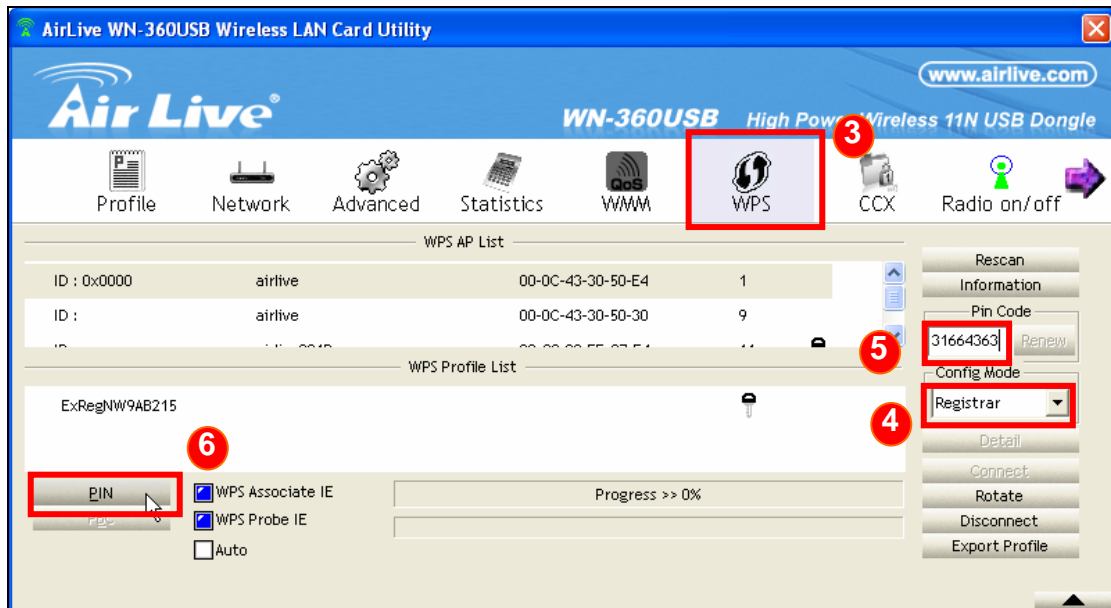 AirLive WN-360USB Wireless LAN Card Utility
www.airlive.com
Air Live®
WN-360USB High Power Wireless 11N USB Dongle
3
Profile Network Advanced Statistics QoS WMM WPS CCX Radio on/off
WPS AP List
ID : 0x0000 airlive 00-0C-43-30-50-E4 1
ID : airlive 00-0C-43-30-50-30 9
Rescan
Information
Pin Code
5
31664363 Renew
WPS Profile List
ExRegNW9AB215
Config Mode
4
Registrar
Detail
Connect
Rotate
Disconnect
Export Profile
6
PIN
PBC
WPS Associate IE
WPS Probe IE
Auto
Progress >> 0%